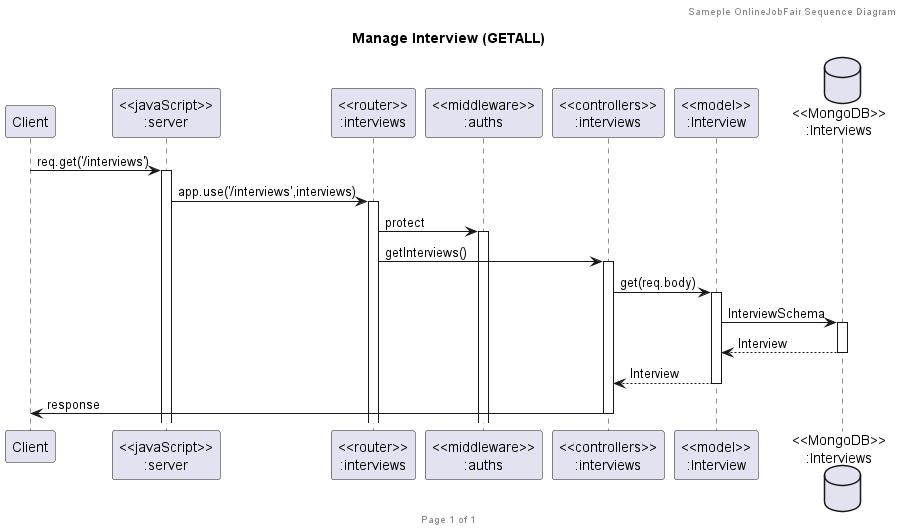 Sameple OnlineJobFair Sequence Diagram
Manage Interview (GETALL)
Client
<<javaScript>>
:server
<<router>>
:interviews
<<middleware>>
:auths
<<controllers>>
:interviews
<<model>>
:Interview
<<MongoDB>>
:Interviews
req.get('/interviews')
app.use('/interviews',interviews)
protect
getInterviews()
get(req.body)
InterviewSchema
Interview
Interview
response
Client
<<javaScript>>
:server
<<router>>
:interviews
<<middleware>>
:auths
<<controllers>>
:interviews
<<model>>
:Interview
<<MongoDB>>
:Interviews
Page 1 of 1